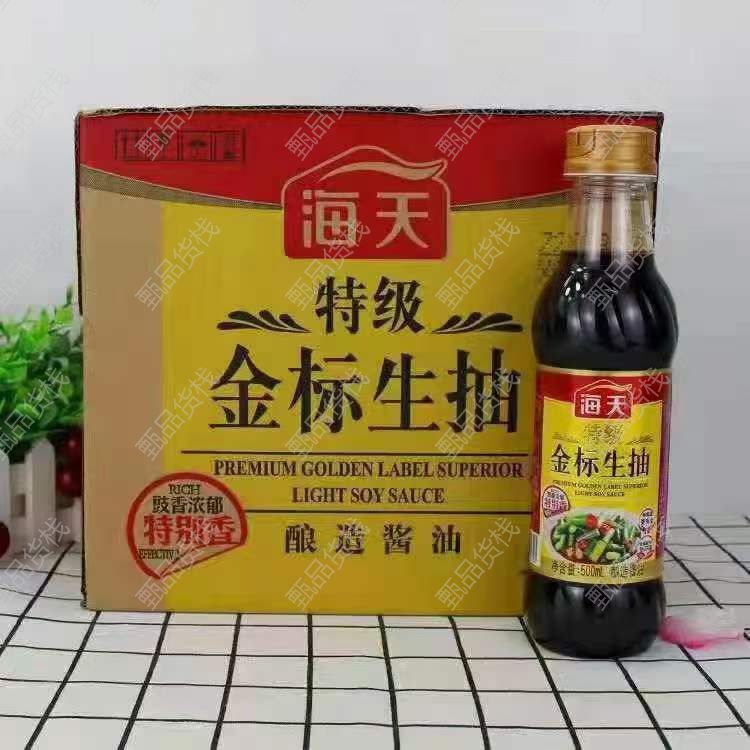 海天
特级
金标生抽
PREMIUM GOLDEN LABEL SUPERIOR
LIGHT SOY SAUCE
酿造酱油
RICH
豉香浓郁
特别香
海天
特级
金标生抽
PREMIUM GOLDEN LABEL SUPERIOR
LIGHT SOY SAUCE
净含量:500mL 酿造酱油
甄品货栈